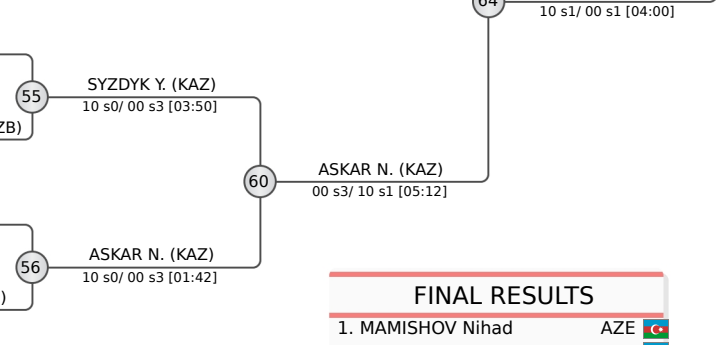 64
10 s1/ 00 s1 [04:00]
SYZDYK Y. (KAZ)
55
10 s0/ 00 s3 [03:50]
ZB)
ASKAR N. (KAZ)
60
00 s3/ 10 s1 [05:12]
ASKAR N. (KAZ)
56
10 s0/ 00 s3 [01:42]
)
FINAL RESULTS
1. MAMISHOV Nihad AZE